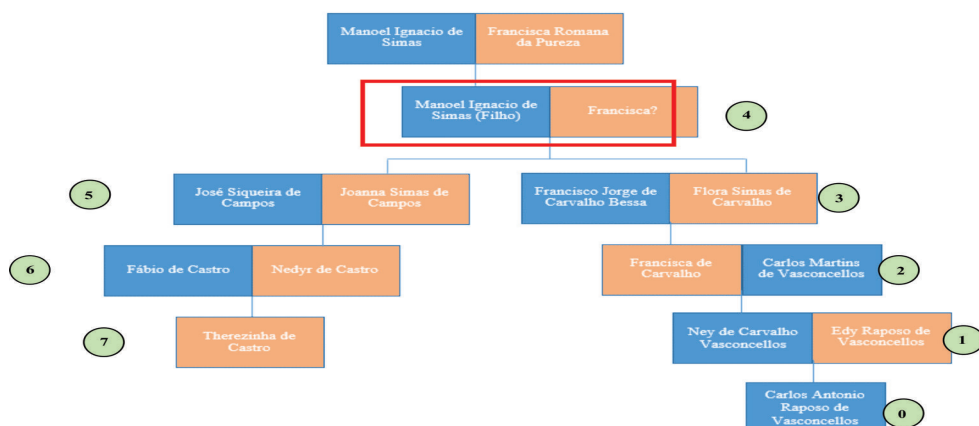 Manoel Ignacio de
Simas
Francisca Romana
da Pureza
Manoel Ignacio de
Simas (Filho)
Francisca?
4
5
José Siqueira de
Campos
Joanna Simas de
Campos
Francisco Jorge de
Carvalho Bessa
Flora Simas de
Carvalho
3
6
Fábio de Castro
Nedyr de Castro
Francisca de
Carvalho
Carlos Martins
de Vasconcellos
2
7
Therezinha de
Castro
Ney de Carvalho
Vasconcellos
Edy Raposo de
Vasconcellos
1
Carlos Antonio
Raposo de
Vasconcellos
0